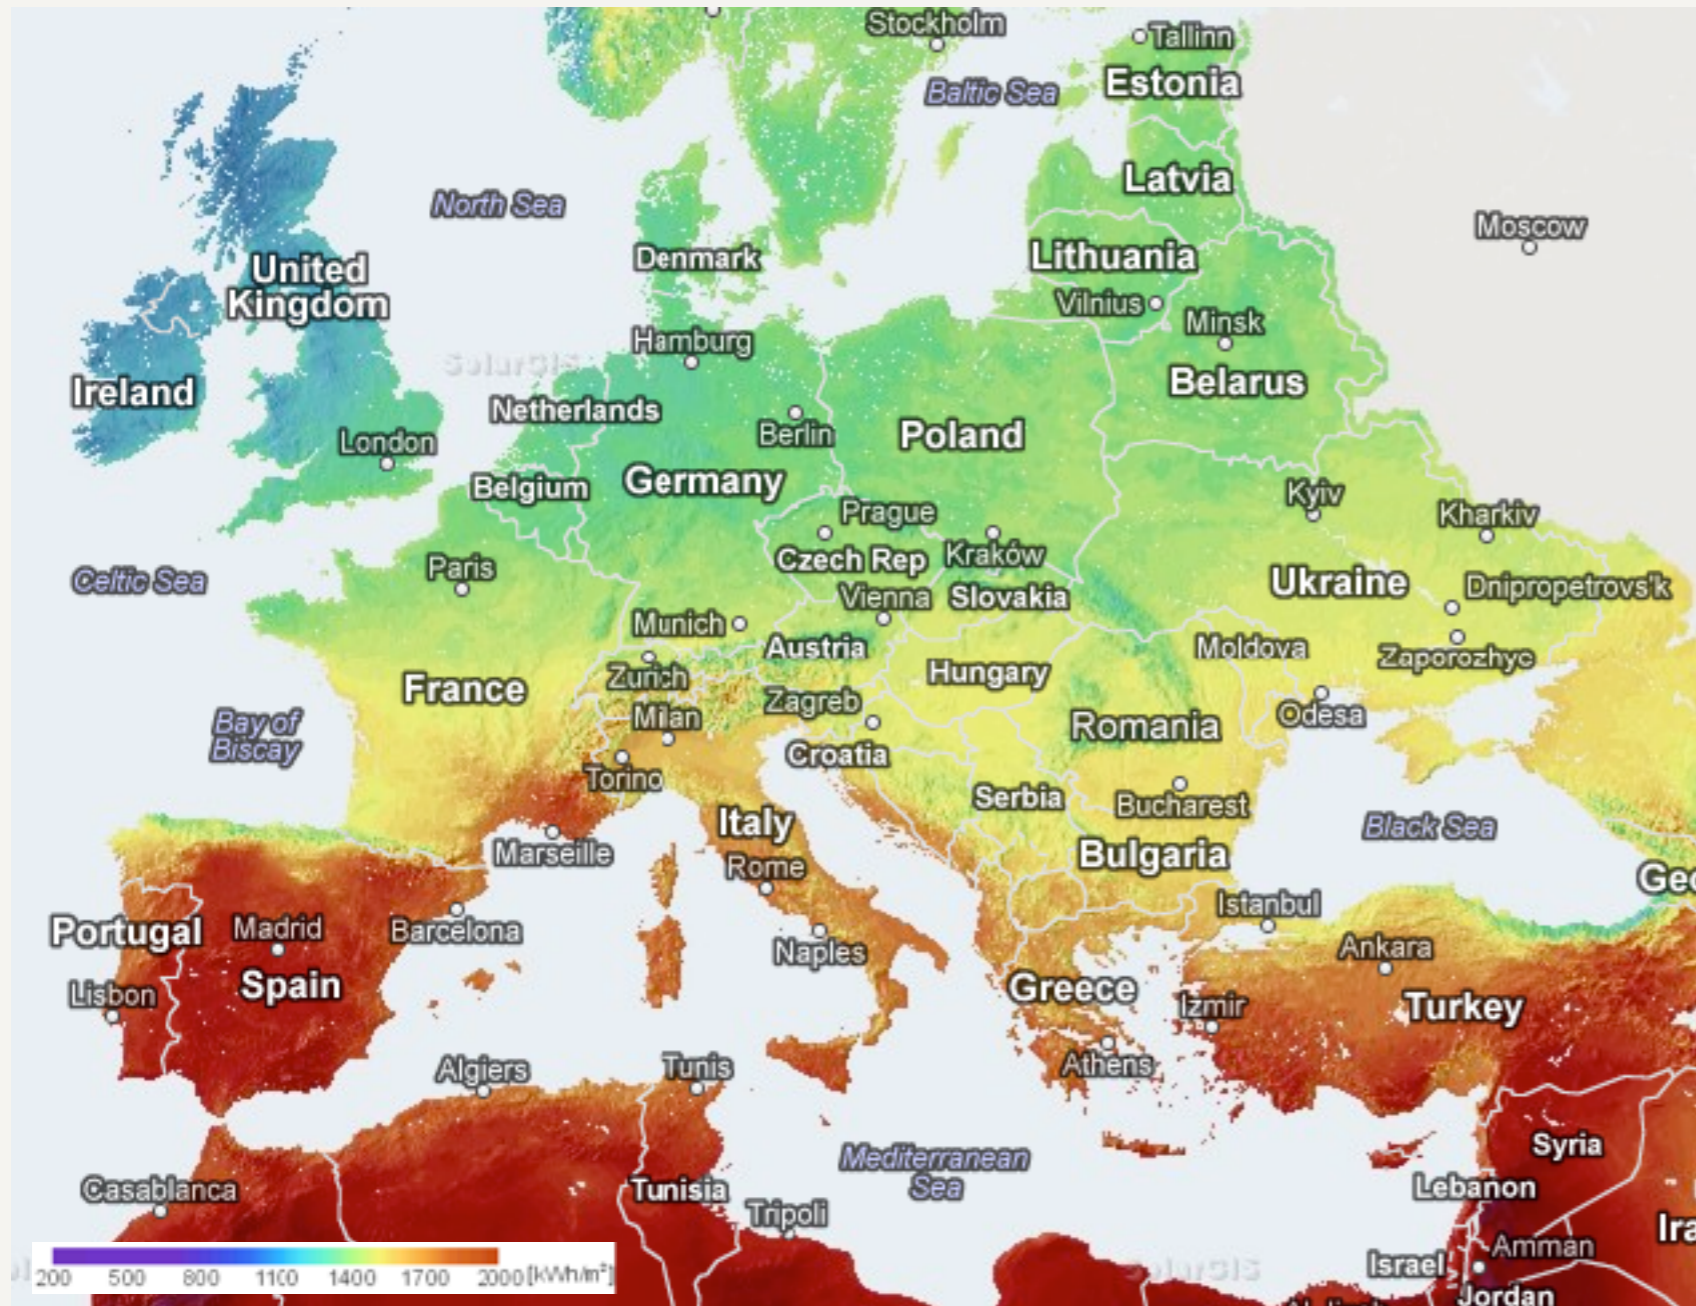 Stockholm
Tallinn
Estonia
Baltic Sea
Latvia
North Sea
Moscow
Denmark
Lithuania
United
Kingdom
Vilnius
Minsk
Hamburg
SolarGIS
Belarus
Ireland
Netherlands
London
Berlin
Poland
Belgium
Germany
Kyiv
Prague
Kharkiv
Czech Rep
Kraków
Paris
Celtic Sea
Ukraine
Dnipropetrovs'k
Vienna
Slovakia
Munich
Austria
Moldova
Zaporozhye
France
Zurich
Hungary
Zagreb
Milan
Bay of
Biscay
Romania
Odesa
Croatia
Torino
Serbia
Bucharest
Italy
Black Sea
Marseille
Bulgaria
Rome
Geo
Portugal
Madrid
Barcelona
Istanbul
Naples
Ankara
Spain
Greece
Lisbon
Izmir
Turkey
Athens
Algiers
Tunis
Syria
Mediterranean
Sea
Casablanca
Tunisia
Lebanon
Tripoli
Ira
Amman
Israel
SolarGIS
Jordan
200 500 800 1100 1400 1700 2000 [kWh/m²]